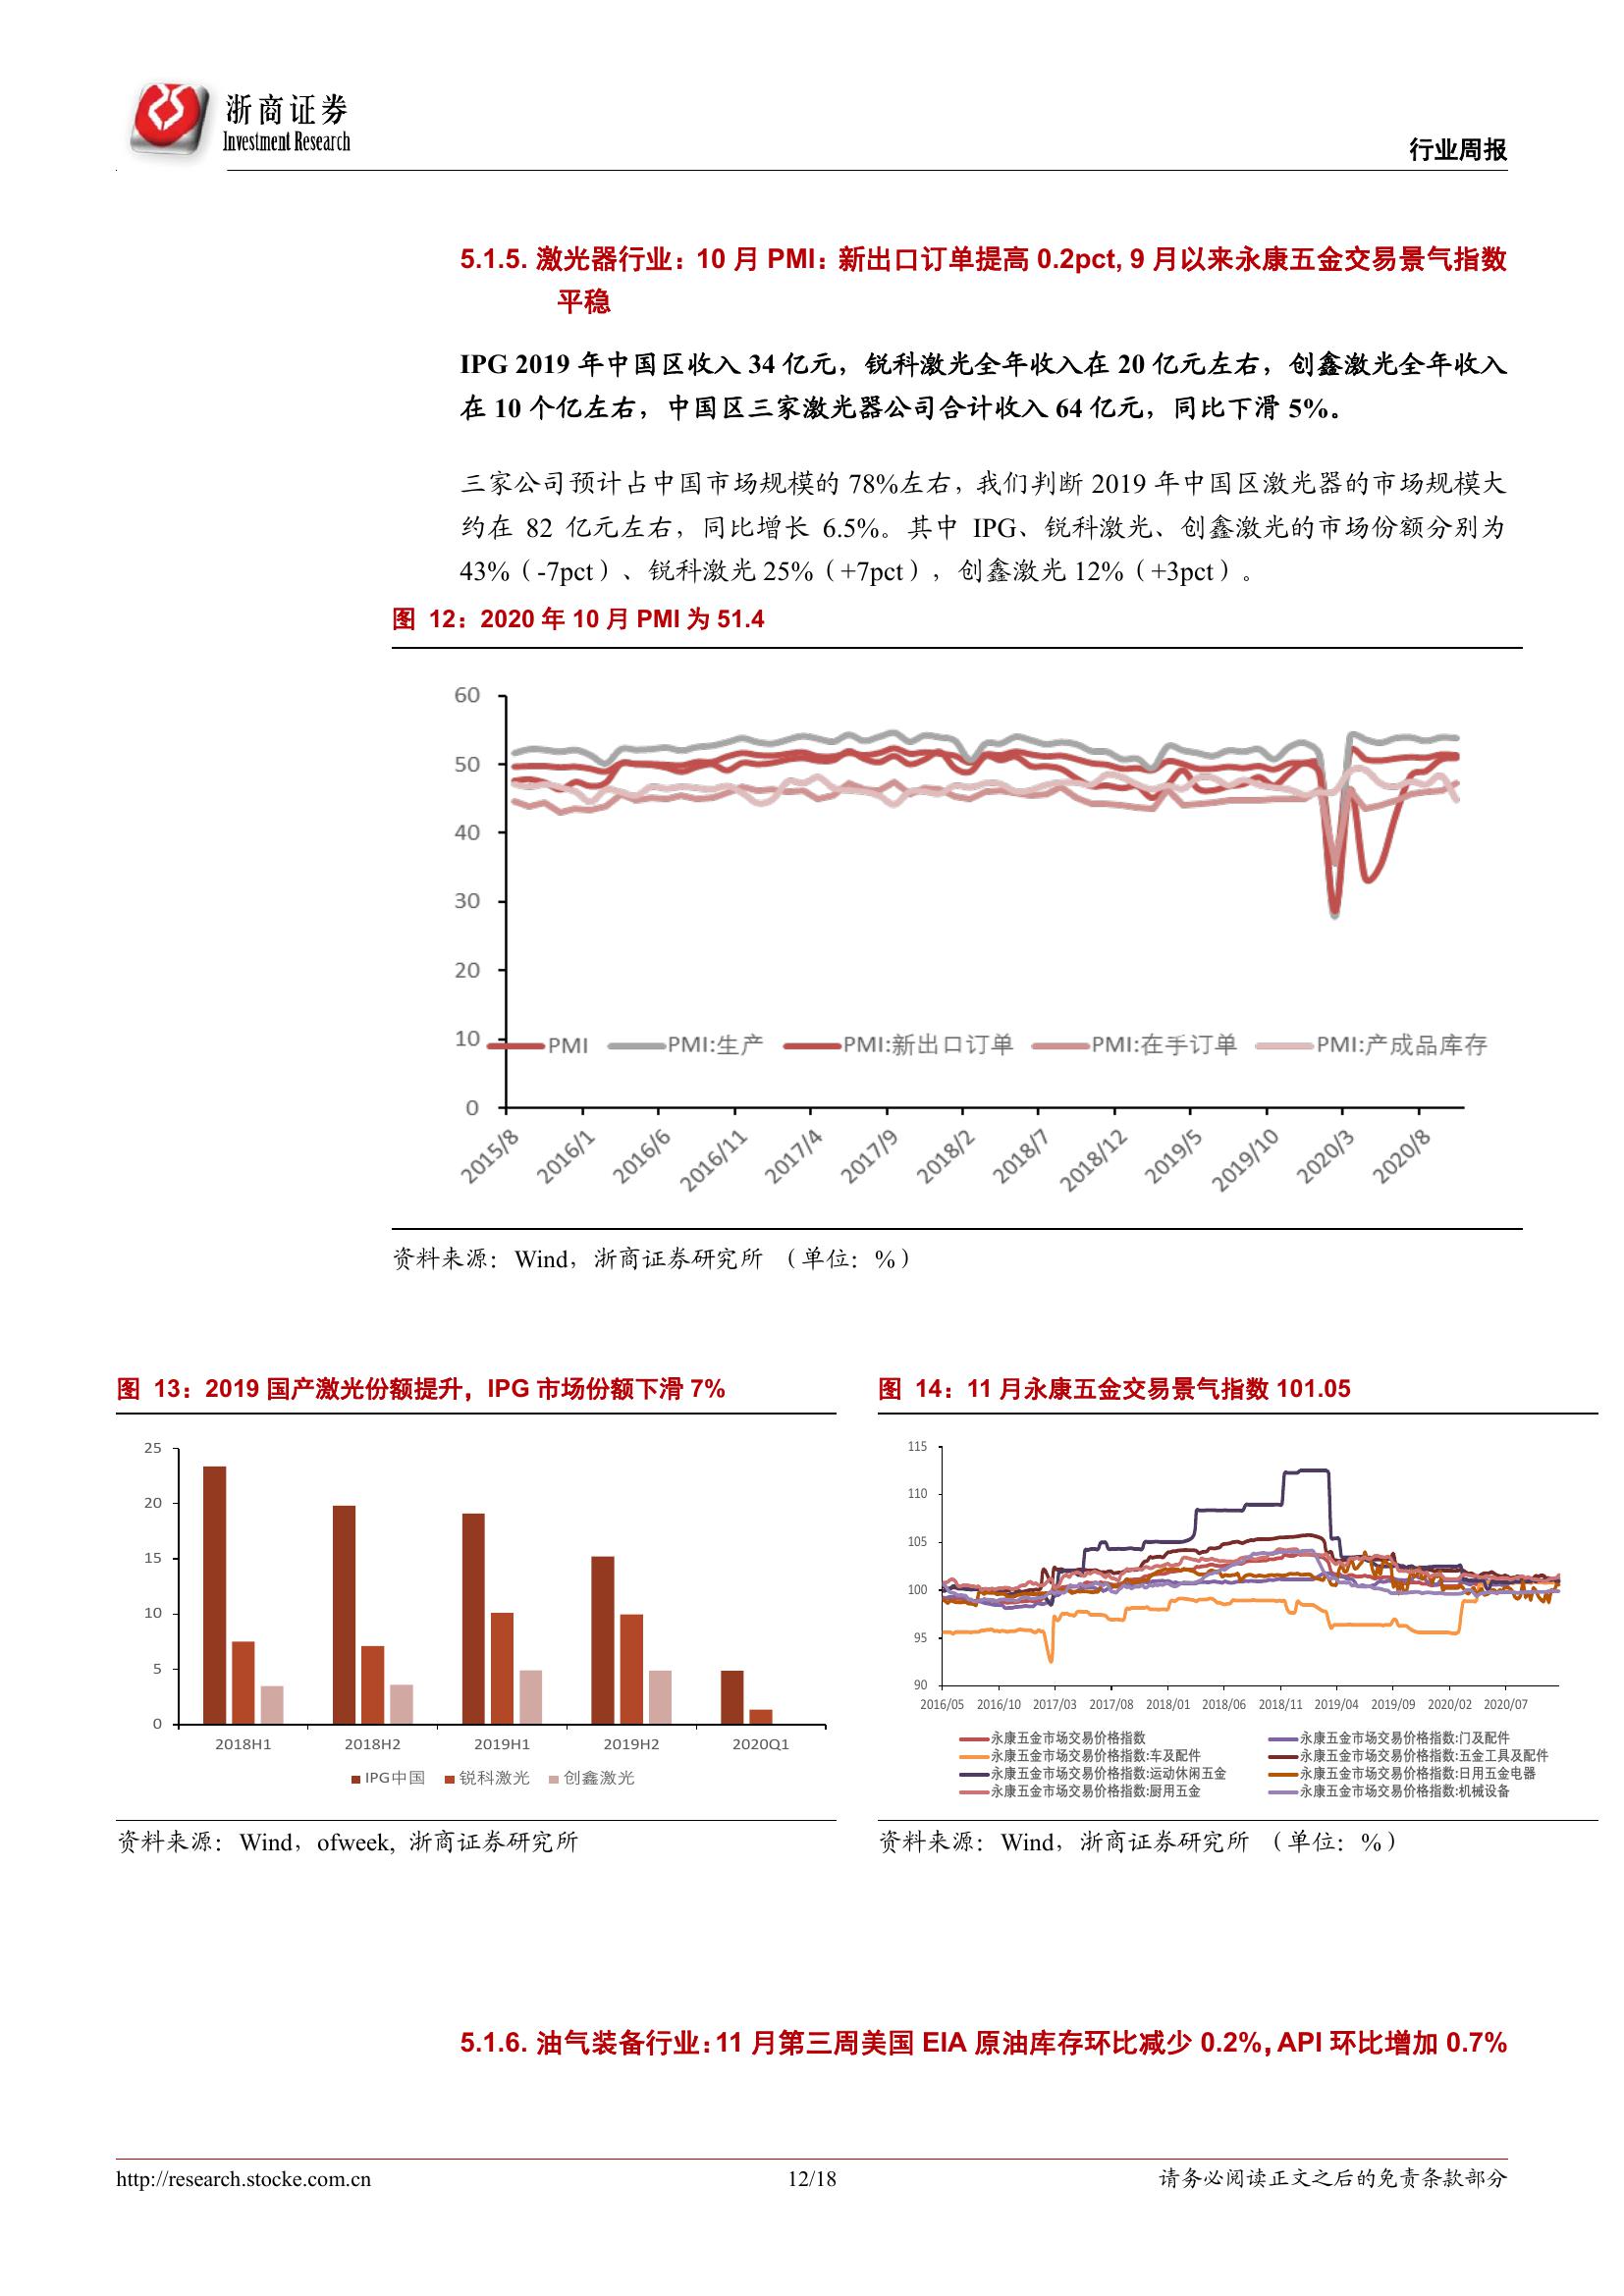 浙商证券
Investment Research
行业周报
5.1.5. 激光器行业：10 月 PMI：新出口订单提高 0.2pct, 9 月以来永康五金交易景气指数
平稳
IPG 2019 年中国区收入 34 亿元，锐科激光全年收入在 20 亿元左右，创鑫激光全年收入
在 10 个亿左右，中国区三家激光器公司合计收入 64 亿元，同比下滑 5%。
三家公司预计占中国市场规模的 78%左右，我们判断 2019 年中国区激光器的市场规模大
约在 82 亿元左右，同比增长 6.5%。其中 IPG、锐科激光、创鑫激光的市场份额分别为
43%（-7pct）、锐科激光 25%（+7pct），创鑫激光 12%（+3pct）。
图 12：2020 年 10 月 PMI 为 51.4
60
50
40
30
20
10
0
PMI PMI:生产 PMI:新出口订单 PMI:在手订单 PMI:产成品库存
2015/8 2016/1 2016/6 2016/11 2017/4 2017/9 2018/2 2018/7 2018/12 2019/5 2019/10 2020/3 2020/8
资料来源：Wind，浙商证券研究所 （单位：%）
图 13：2019 国产激光份额提升，IPG 市场份额下滑 7%
25
20
15
10
5
0
2018H1 2018H2 2019H1 2019H2 2020Q1
IPG中国 锐科激光 创鑫激光
资料来源：Wind，ofweek, 浙商证券研究所
图 14：11 月永康五金交易景气指数 101.05
115
110
105
100
95
90
2016/05 2016/10 2017/03 2017/08 2018/01 2018/06 2018/11 2019/04 2019/09 2020/02 2020/07
永康五金市场交易价格指数 永康五金市场交易价格指数:门及配件
永康五金市场交易价格指数:车及配件 永康五金市场交易价格指数:五金工具及配件
永康五金市场交易价格指数:运动休闲五金 永康五金市场交易价格指数:日用五金电器
永康五金市场交易价格指数:厨用五金 永康五金市场交易价格指数:机械设备
资料来源：Wind，浙商证券研究所 （单位：%）
5.1.6. 油气装备行业：11 月第三周美国 EIA 原油库存环比减少 0.2%, API 环比增加 0.7%
http://research.stocke.com.cn 12/18 请务必阅读正文之后的免责条款部分